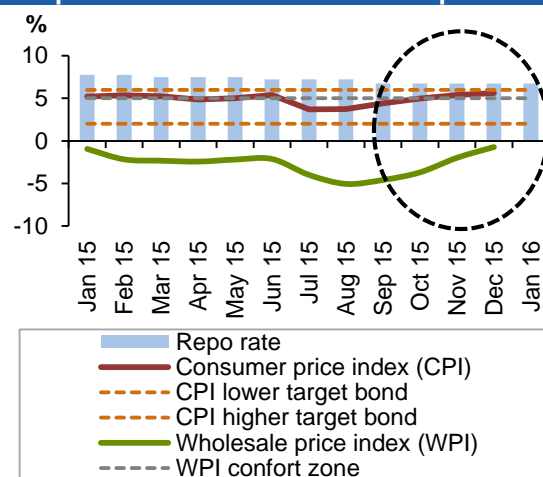 %
10
5
0
-5
-10
Jan 15
Feb 15
Mar 15
Apr 15
May 15
Jun 15
Jul 15
Aug 15
Sep 15
Oct 15
Nov 15
Dec 15
Jan 16
Repo rate
Consumer price index (CPI)
CPI lower target bond
CPI higher target bond
Wholesale price index (WPI)
WPI confort zone